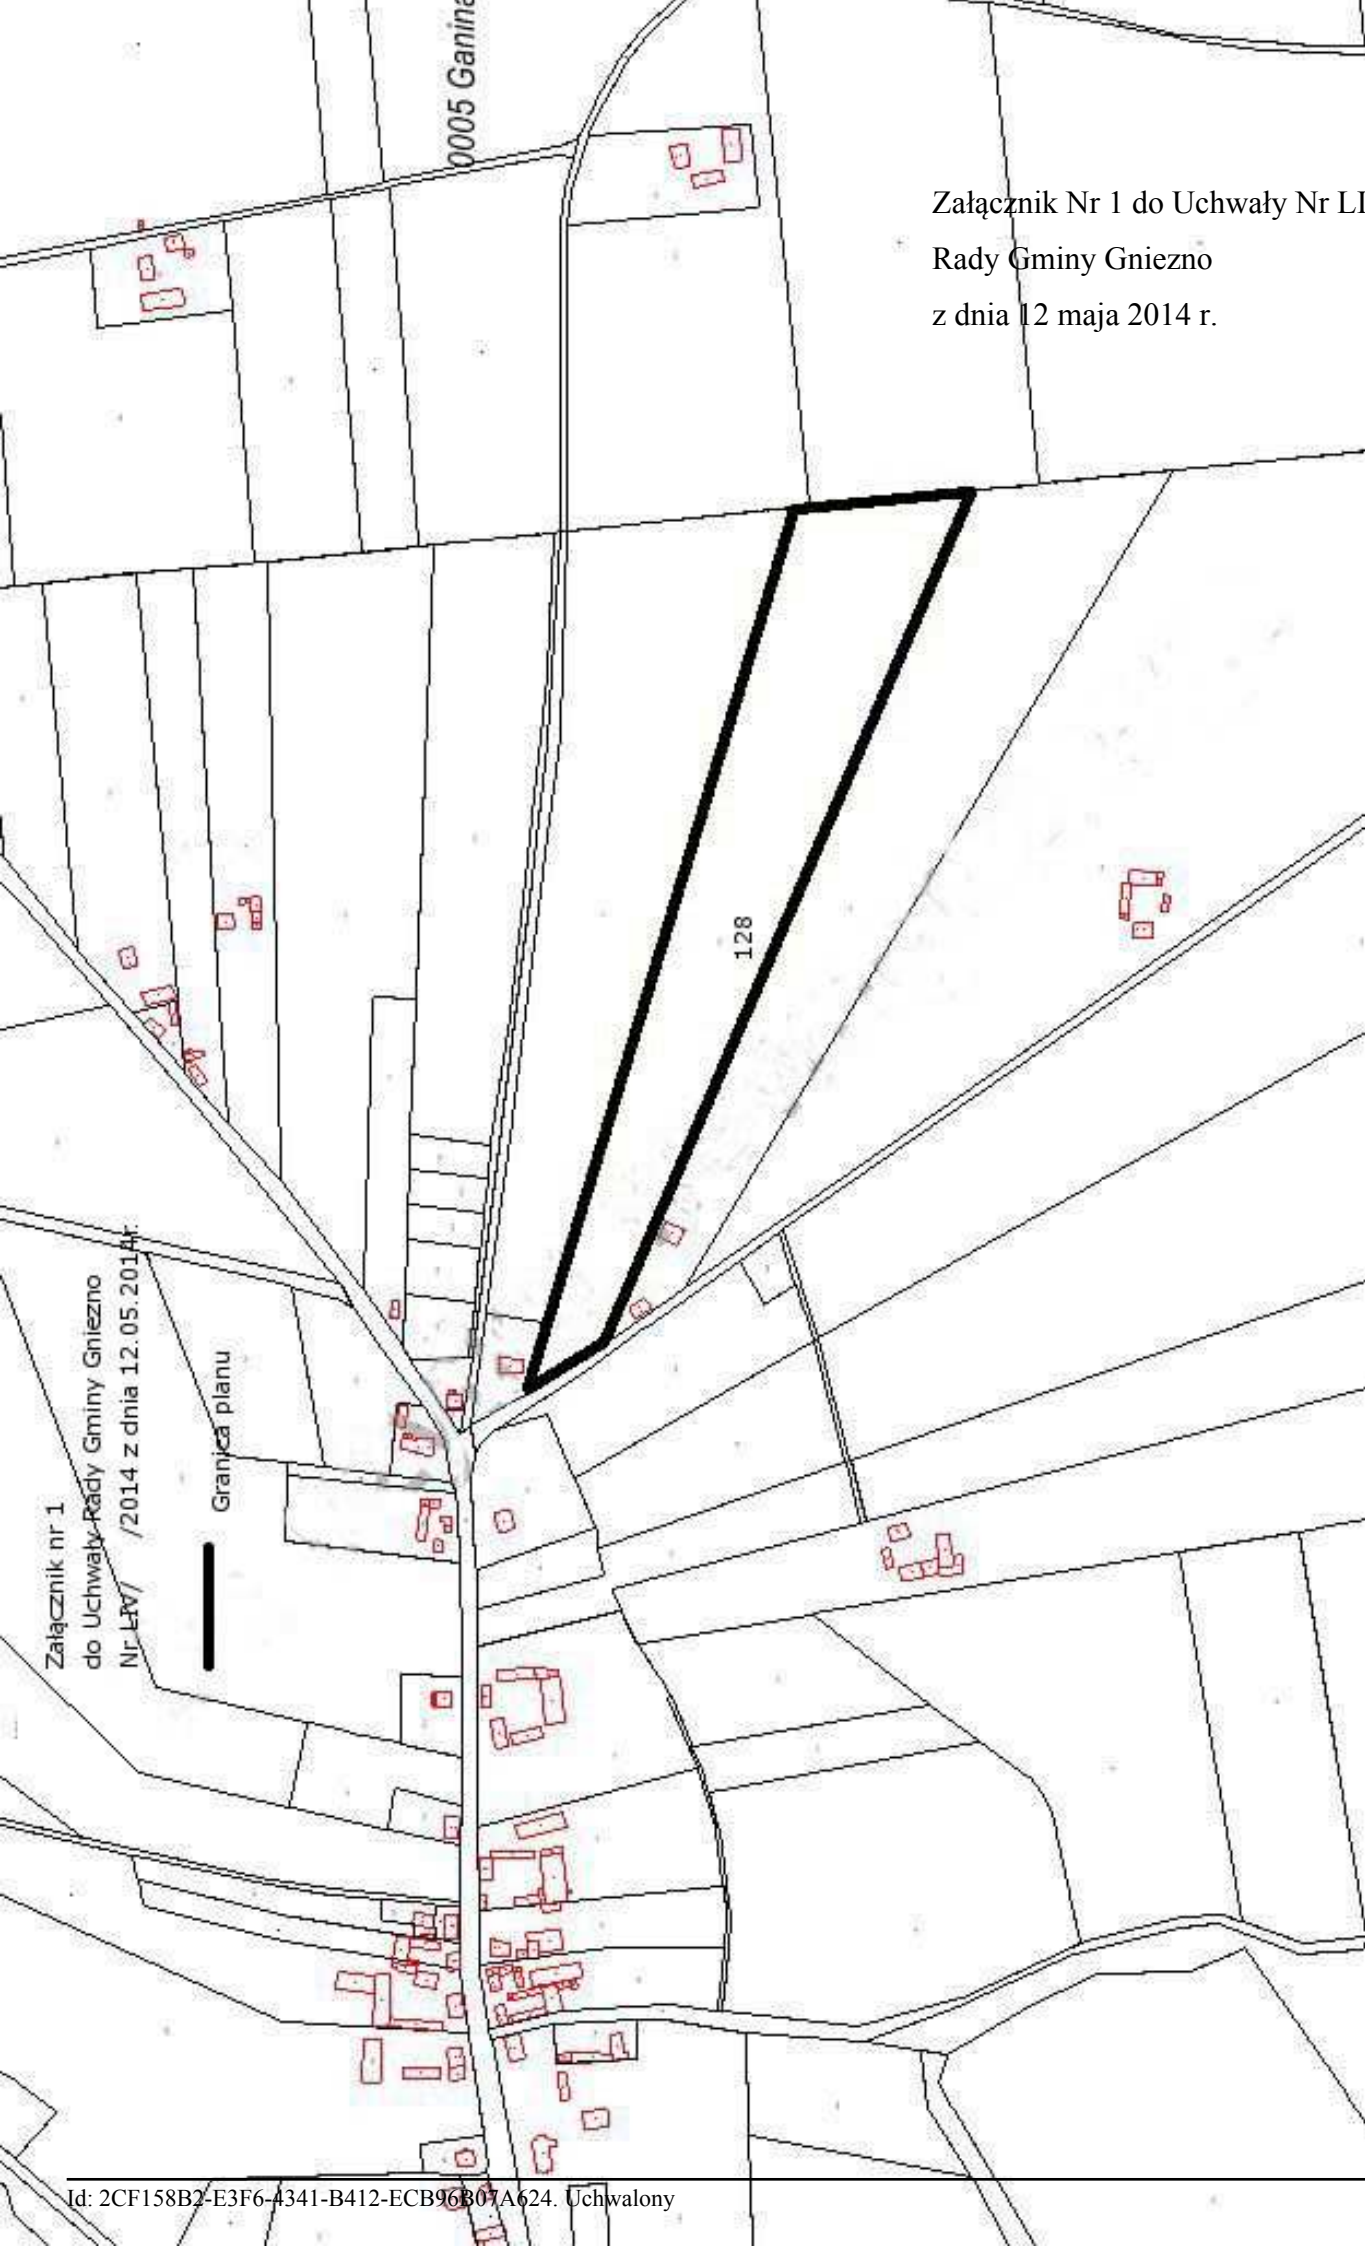 0005 Ganina
Załącznik Nr 1 do Uchwały Nr LI
Rady Gminy Gniezno
z dnia 12 maja 2014 r.
128
Załącznik nr 1
do Uchwały Rady Gminy Gniezno
Nr LIV/ /2014 z dnia 12.05.2014r.
Granica planu
Id: 2CF158B2-E3F6-4341-B412-ECB96B07A624. Uchwalony